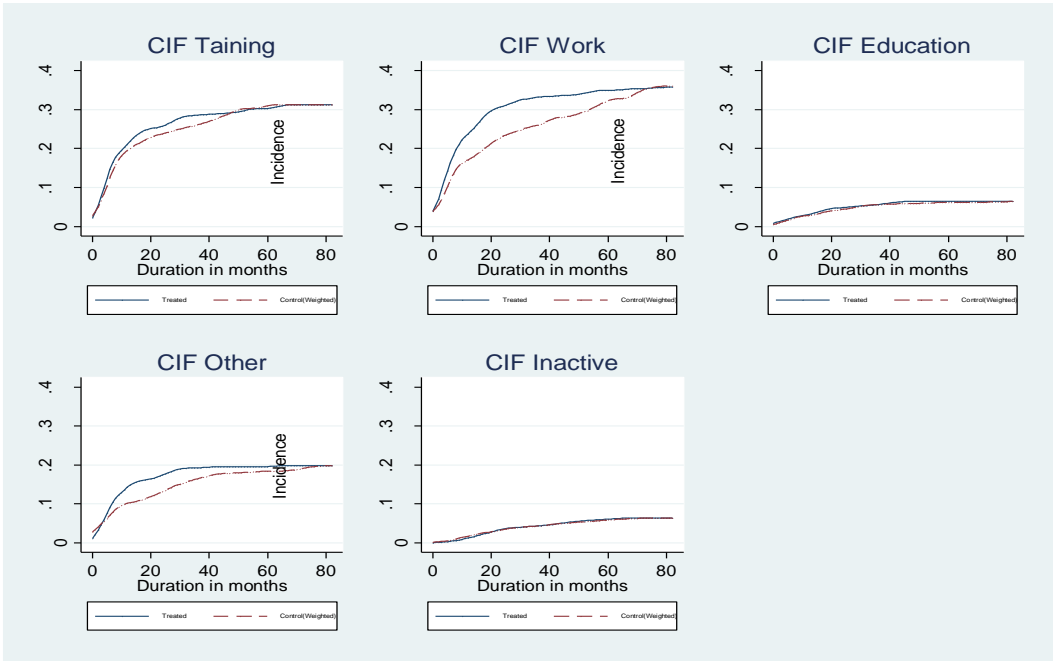 CIF Taining
CIF Work
CIF Education
.4
.3
.2
.1
0
Incidence
0 20 40 60 80
Duration in months
Treated Control(Weighted)
.4
.3
.2
.1
0
Incidence
0 20 40 60 80
Duration in months
Treated Control(Weighted)
.4
.3
.2
.1
0
0 20 40 60 80
Duration in months
Treated Control(Weighted)
CIF Other
CIF Inactive
.4
.3
.2
.1
0
Incidence
0 20 40 60 80
Duration in months
Treated Control(Weighted)
.4
.3
.2
.1
0
0 20 40 60 80
Duration in months
Treated Control(Weighted)